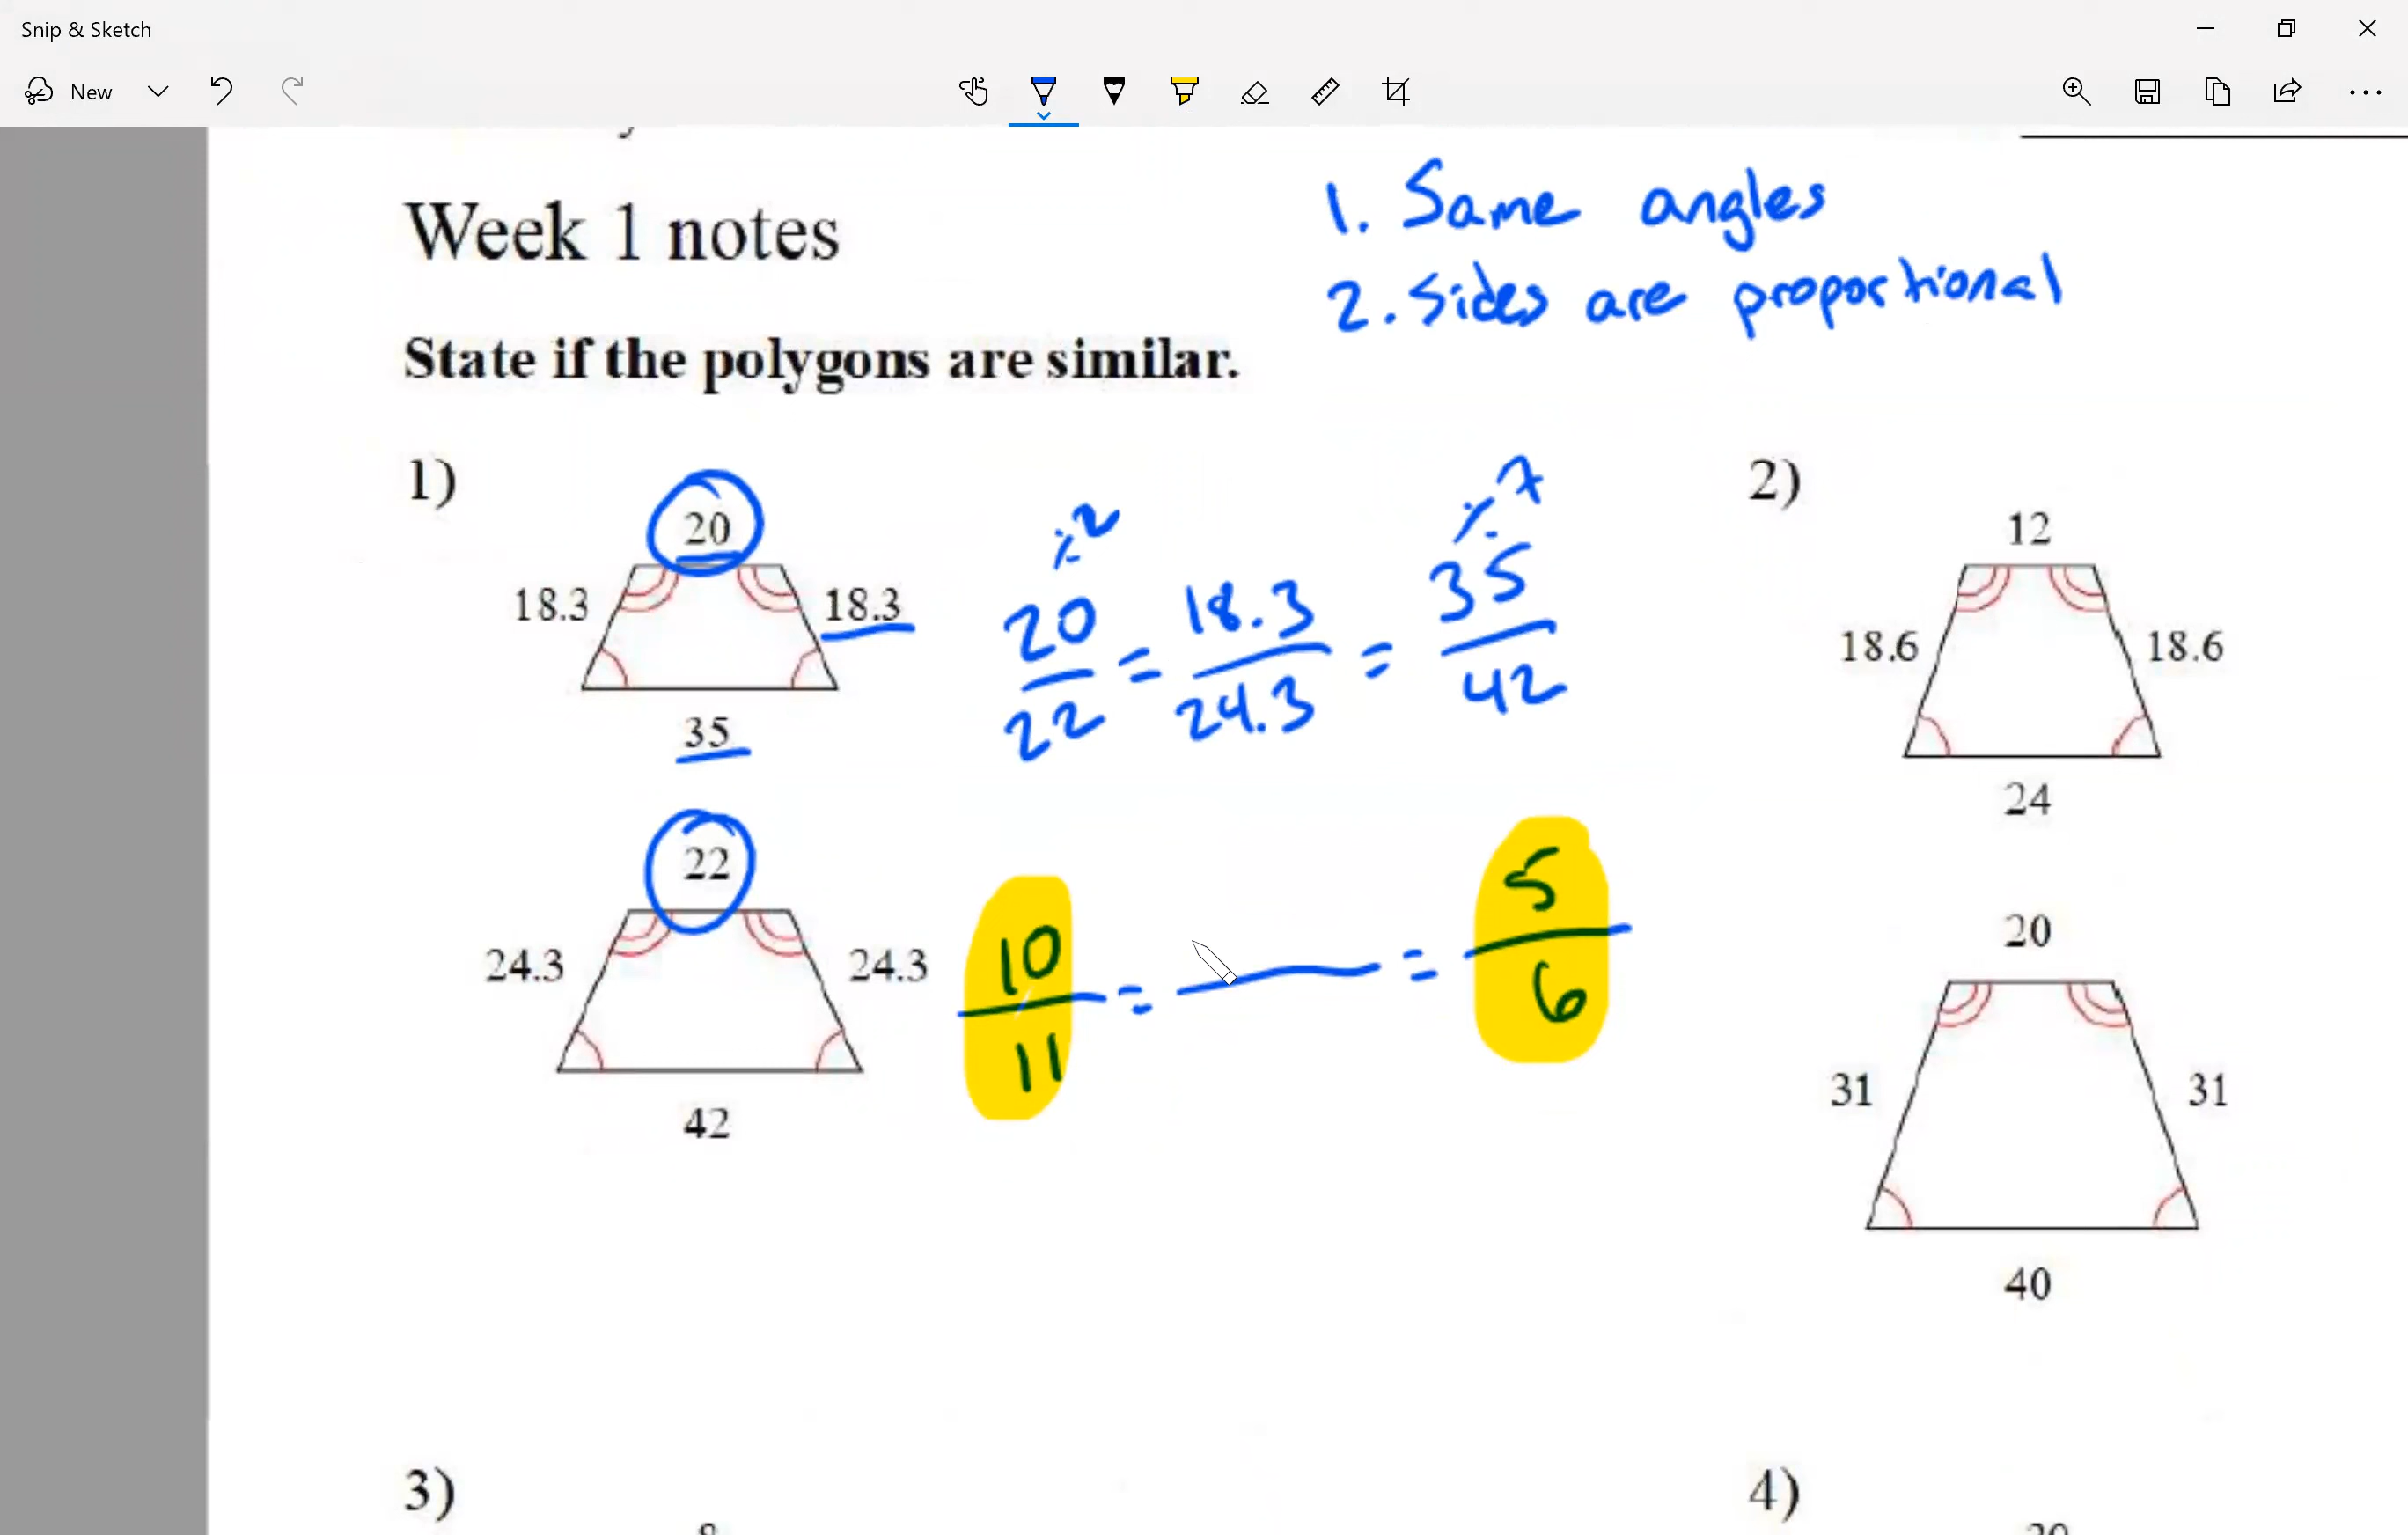 Snip & Sketch
New
Week 1 notes
1. Same angles
2. Sides are proportional
State if the polygons are similar.
1)
20
18.3
18.3
35
22
24.3
24.3
42
÷2
÷7
20/22 = 18.3/24.3 = 35/42
10/11 = = 5/6
2)
12
18.6
18.6
24
20
31
31
40
3)
4)